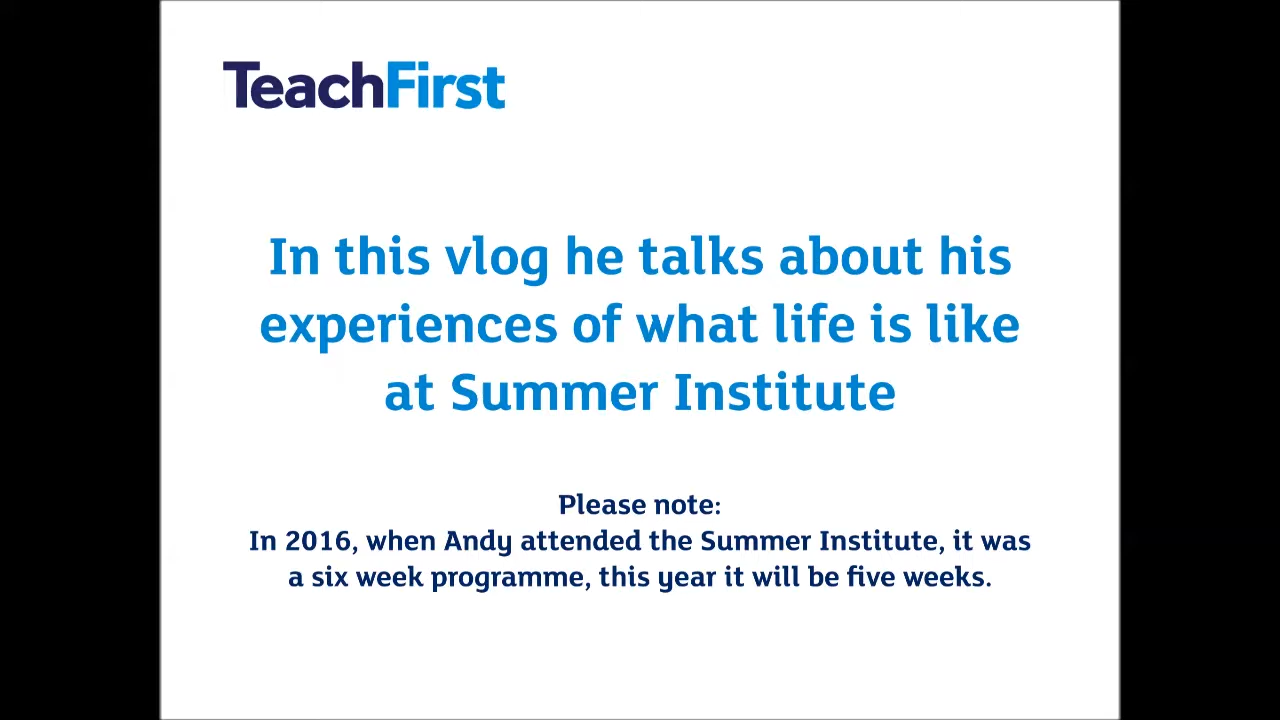 TeachFirst
In this vlog he talks about his
experiences of what life is like
at Summer Institute
Please note:
In 2016, when Andy attended the Summer Institute, it was
a six week programme, this year it will be five weeks.